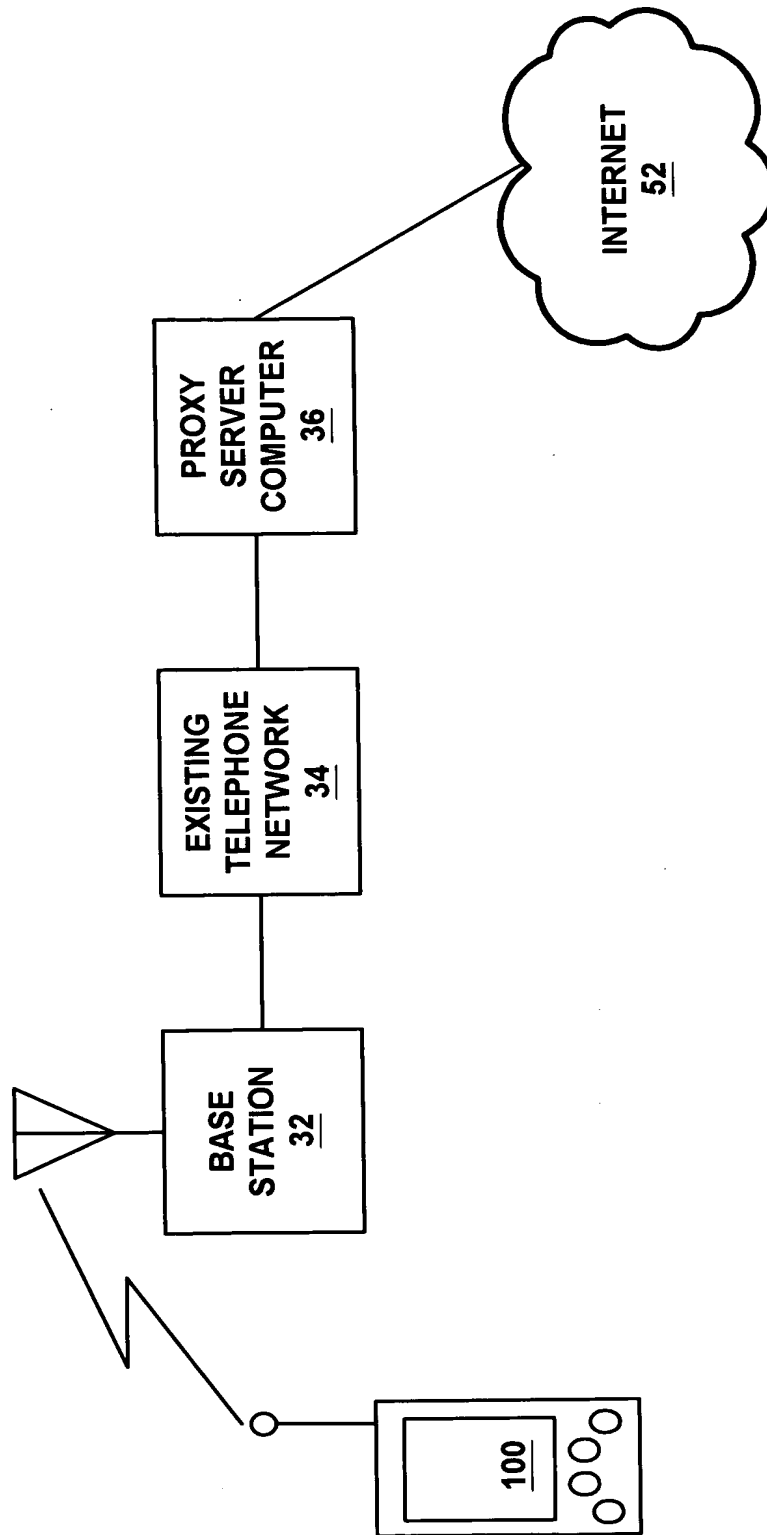 100
BASE
STATION
32
EXISTING
TELEPHONE
NETWORK
34
PROXY
SERVER
COMPUTER
36
INTERNET
52